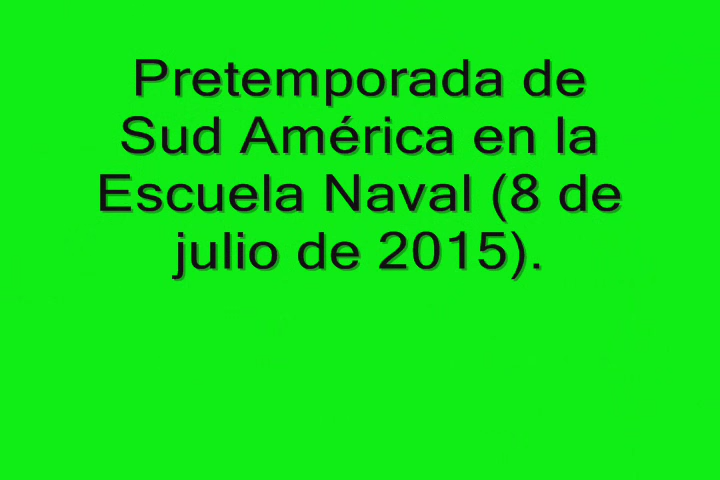 Pretemporada de
Sud América en la
Escuela Naval (8 de
julio de 2015).